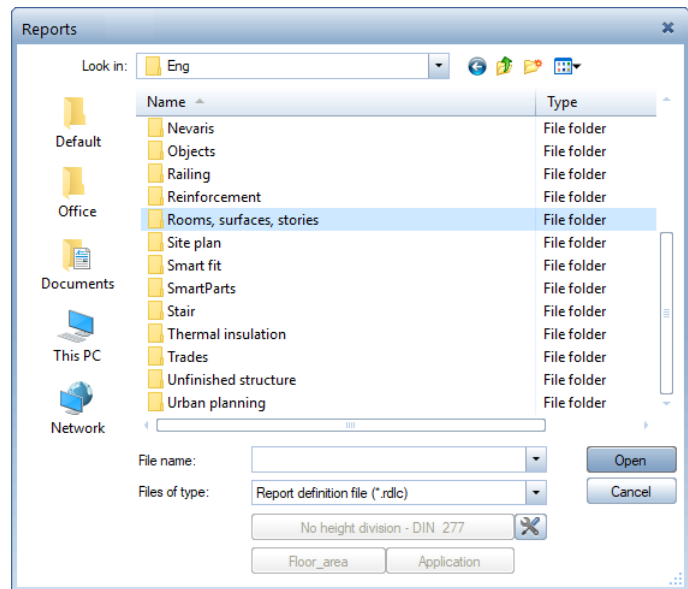 Reports
Look in: Eng
Name Type
Nevaris File folder
Objects File folder
Railing File folder
Reinforcement File folder
Rooms, surfaces, stories File folder
Site plan File folder
Smart fit File folder
SmartParts File folder
Stair File folder
Thermal insulation File folder
Trades File folder
Unfinished structure File folder
Urban planning File folder
Default
Office
Documents
This PC
Network
File name: Open
Files of type: Report definition file (*.rdlc) Cancel
No height division - DIN 277
Floor_area Application